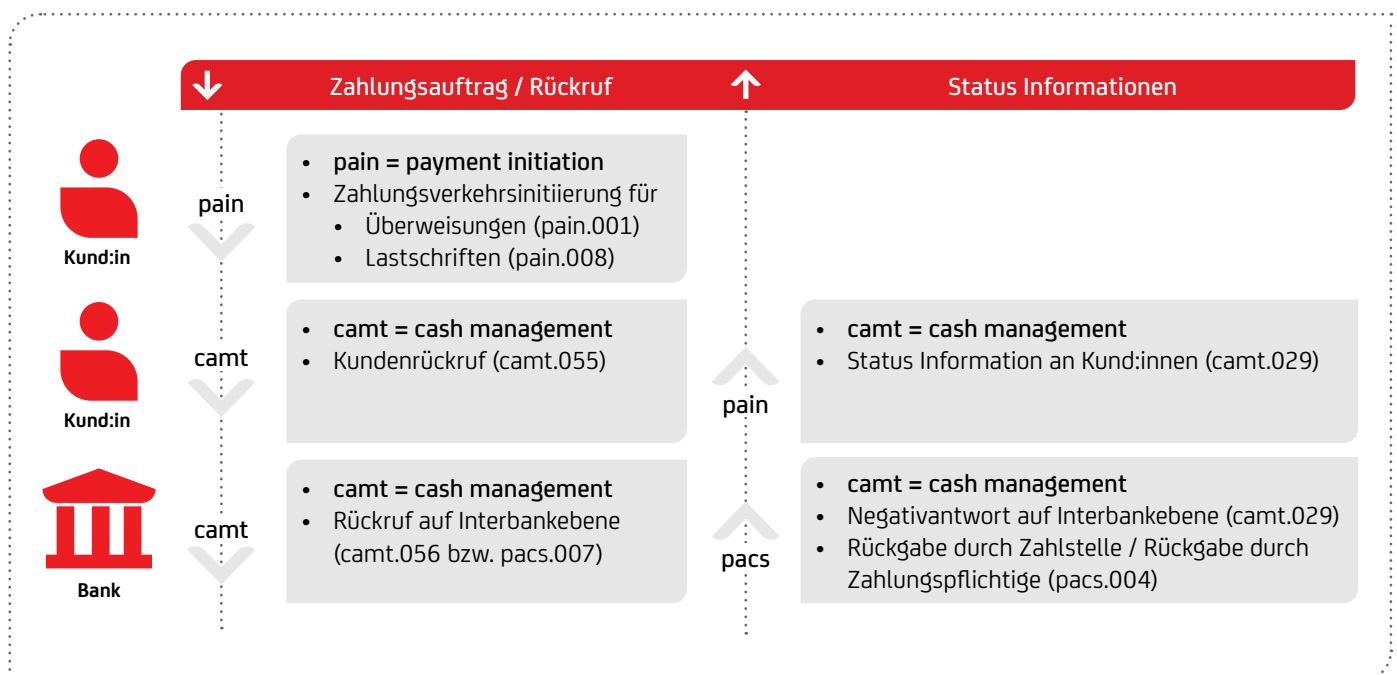 Zahlungsauftrag / Rückruf
Status Informationen
Kund:in
pain
• pain = payment initiation
• Zahlungsverkehrsinitiierung für
• Überweisungen (pain.001)
• Lastschriften (pain.008)
Kund:in
camt
• camt = cash management
• Kundenrückruf (camt.055)
pain
• camt = cash management
• Status Information an Kund:innen (camt.029)
Bank
camt
• camt = cash management
• Rückruf auf Interbankebene
(camt.056 bzw. pacs.007)
pacs
• camt = cash management
• Negativantwort auf Interbankebene (camt.029)
• Rückgabe durch Zahlstelle / Rückgabe durch
Zahlungspflichtige (pacs.004)